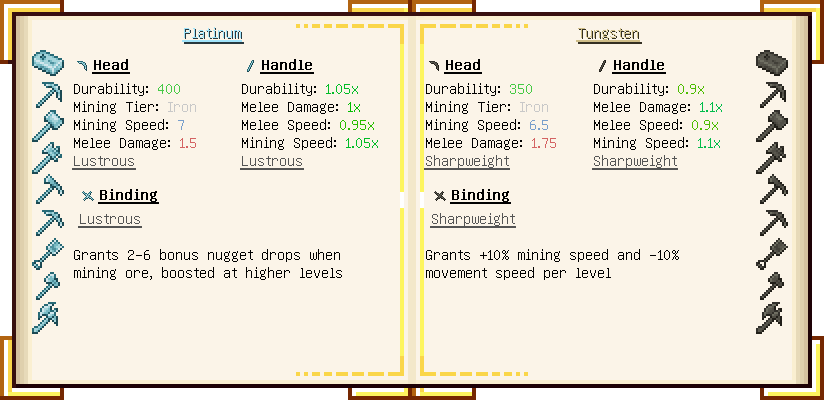 Platinum
Head
Durability: 400
Mining Tier: Iron
Mining Speed: 7
Melee Damage: 1.5
Lustrous
Handle
Durability: 1.05x
Melee Damage: 1x
Melee Speed: 0.95x
Mining Speed: 1.05x
Lustrous
Binding
Lustrous
Grants 2-6 bonus nugget drops when
mining ore, boosted at higher levels
Tungsten
Head
Durability: 350
Mining Tier: Iron
Mining Speed: 6.5
Melee Damage: 1.75
Sharpweight
Handle
Durability: 0.9x
Melee Damage: 1.1x
Melee Speed: 0.9x
Mining Speed: 1.1x
Sharpweight
Binding
Sharpweight
Grants +10% mining speed and -10%
movement speed per level